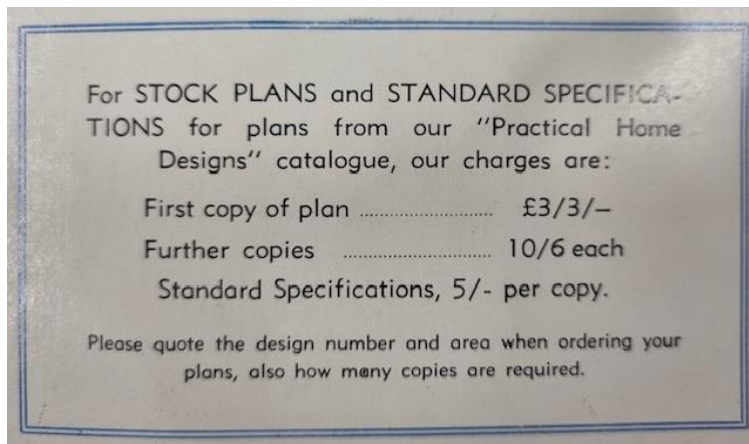 For STOCK PLANS and STANDARD SPECIFICA-
TIONS for plans from our "Practical Home
Designs" catalogue, our charges are:
First copy of plan ........................... £3/3/–
Further copies .............................. 10/6 each
Standard Specifications, 5/- per copy.
Please quote the design number and area when ordering your
plans, also how many copies are required.